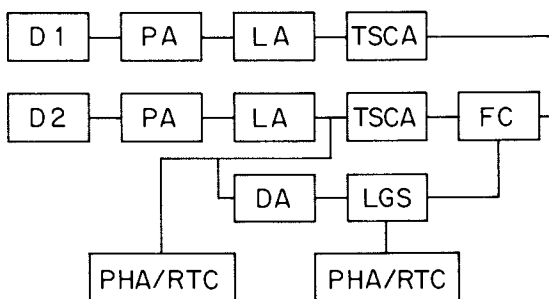 D1 PA LA TSCA
D2 PA LA TSCA FC
DA LGS
PHA/RTC PHA/RTC